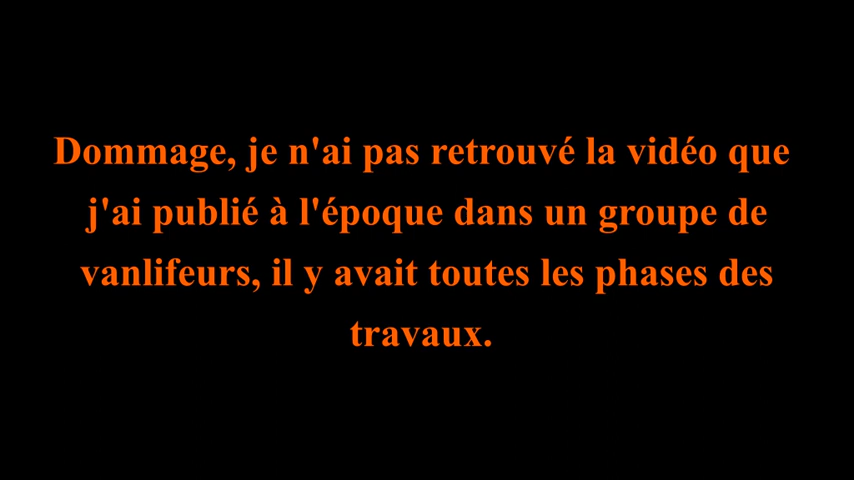 Dommage, je n'ai pas retrouvé la vidéo que
j'ai publié à l'époque dans un groupe de
vanlifeurs, il y avait toutes les phases des
travaux.